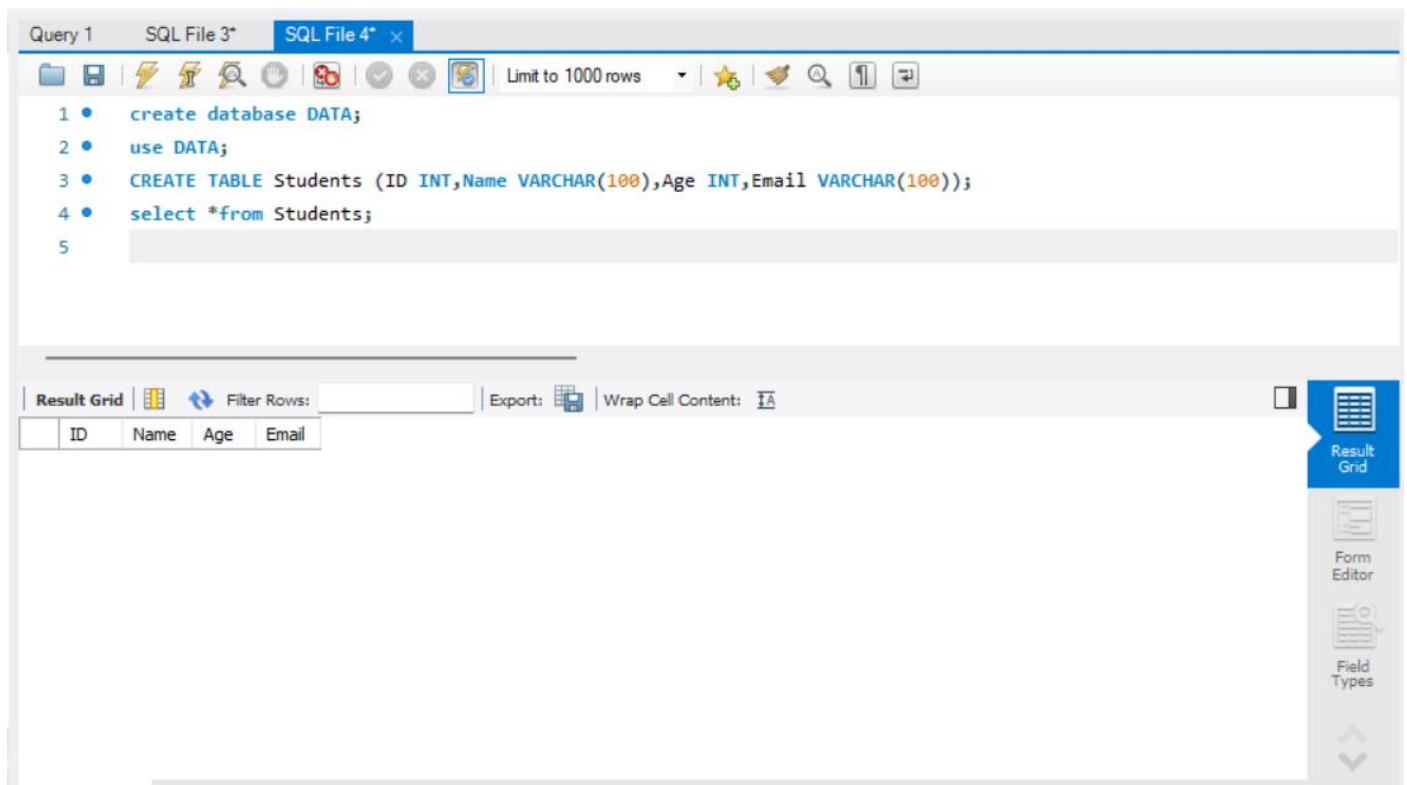 Query 1 SQL File 3* SQL File 4* ×
Limit to 1000 rows
1 create database DATA;
2 use DATA;
3 CREATE TABLE Students (ID INT,Name VARCHAR(100),Age INT,Email VARCHAR(100));
4 select *from Students;
5
Result Grid Filter Rows: Export: Wrap Cell Content: IA
ID Name Age Email
Result
Grid
Form
Editor
Field
Types